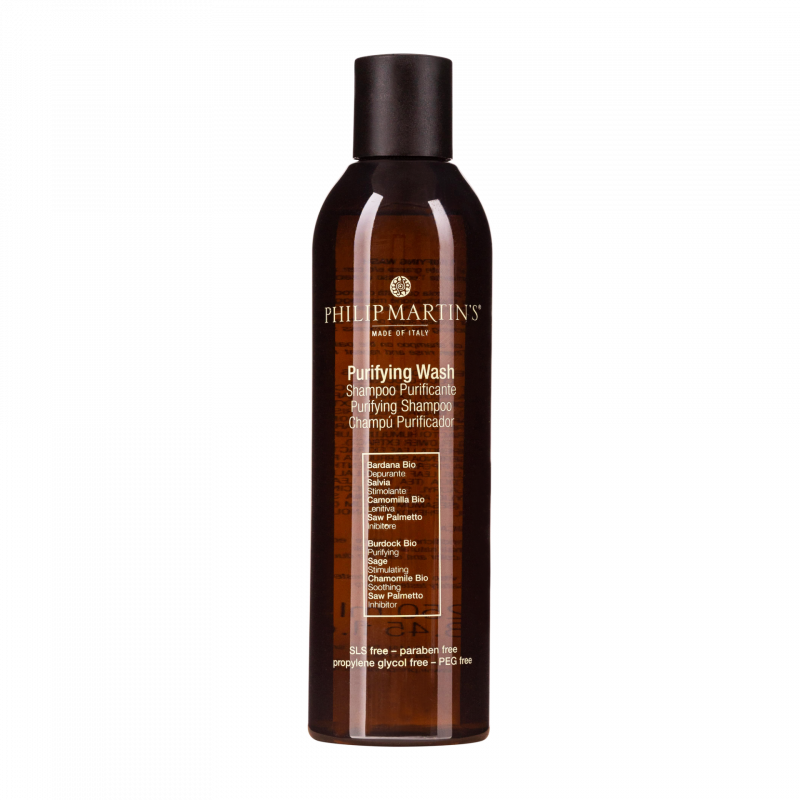 PHILIP MARTIN'S®
MADE OF ITALY
Purifying Wash
Shampoo Purificante
Purifying Shampoo
Champú Purificador
Bardana Bio
Depurante
Salvia
Stimolante
Camomilla Bio
Lenitiva
Saw Palmetto
Inibitore
Burdock Bio
Purifying
Sage
Stimulating
Chamomile Bio
Soothing
Saw Palmetto
Inhibitor
SLS free – paraben free
propylene glycol free – PEG free